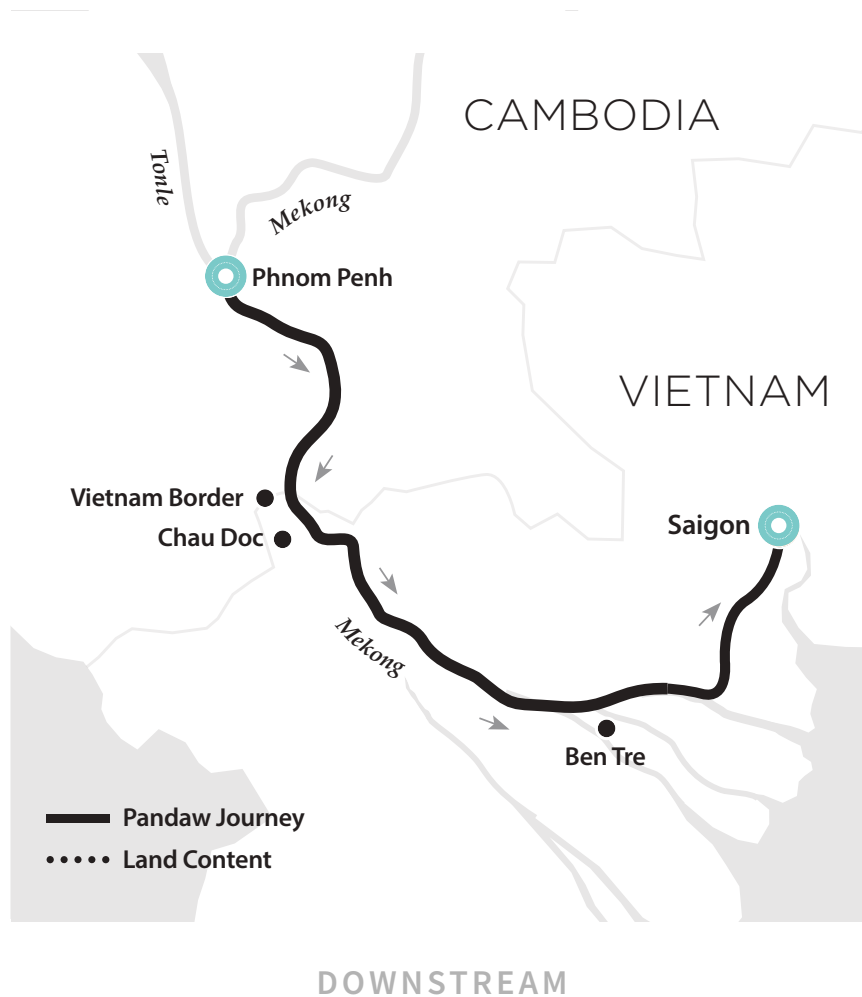 CAMBODIA
Tonle
Mekong
Phnom Penh
VIETNAM
Vietnam Border
Saigon
Chau Doc
Mekong
Ben Tre
Pandaw Journey
Land Content
DOWNSTREAM